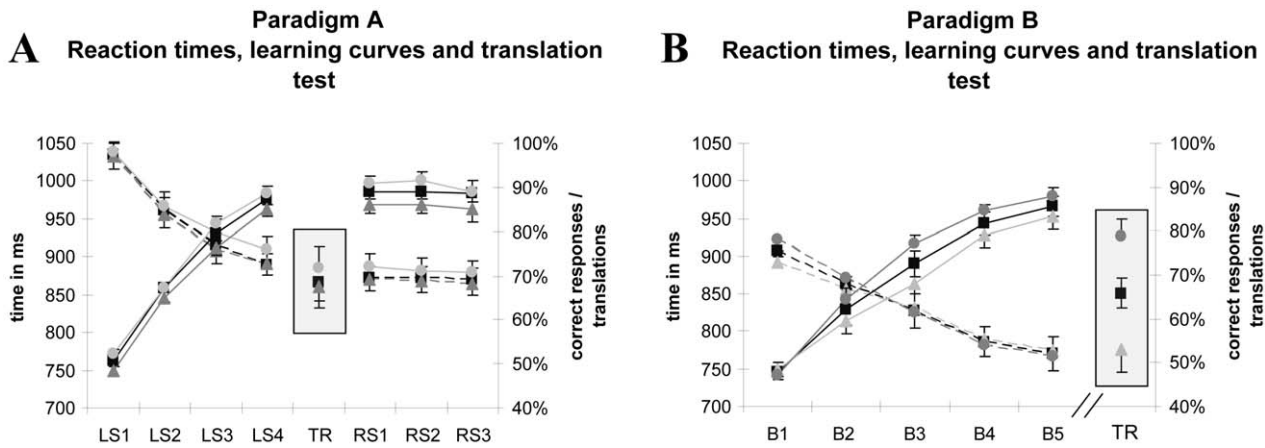 A
Paradigm A
Reaction times, learning curves and translation
test
time in ms
1050
1000
950
900
850
800
750
700
100%
90%
80%
70%
60%
50%
40%
correct responses /
translations
LS1 LS2 LS3 LS4 TR RS1 RS2 RS3
B
Paradigm B
Reaction times, learning curves and translation
test
time in ms
1050
1000
950
900
850
800
750
700
100%
90%
80%
70%
60%
50%
40%
correct responses /
translations
B1 B2 B3 B4 B5 TR